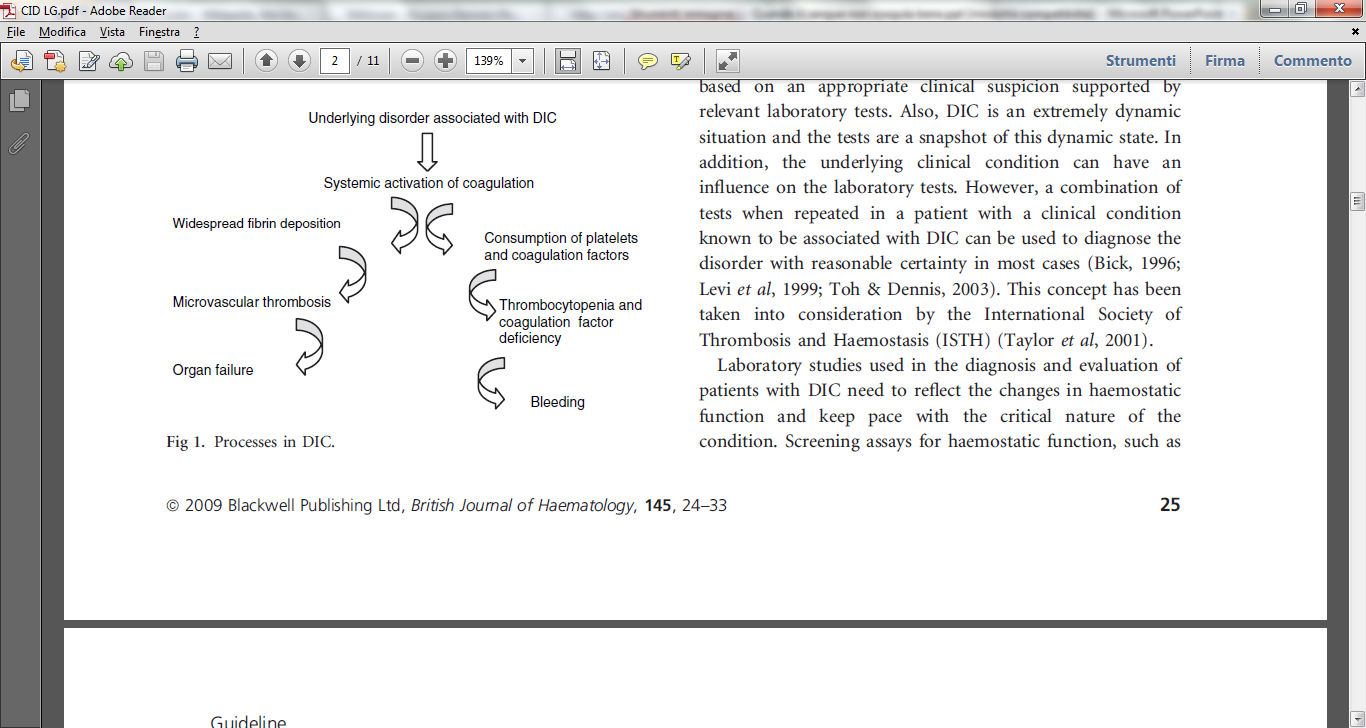 CID LG.pdf - Adobe Reader
File Modifica Vista Finestra ?
2 / 11 139% Strumenti Firma Commento
Underlying disorder associated with DIC
Systemic activation of coagulation
Widespread fibrin deposition
Consumption of platelets
and coagulation factors
Microvascular thrombosis
Thrombocytopenia and
coagulation factor
deficiency
Organ failure
Bleeding
Fig 1. Processes in DIC.
based on an appropriate clinical suspicion supported by
relevant laboratory tests. Also, DIC is an extremely dynamic
situation and the tests are a snapshot of this dynamic state. In
addition, the underlying clinical condition can have an
influence on the laboratory tests. However, a combination of
tests when repeated in a patient with a clinical condition
known to be associated with DIC can be used to diagnose the
disorder with reasonable certainty in most cases (Bick, 1996;
Levi et al, 1999; Toh & Dennis, 2003). This concept has been
taken into consideration by the International Society of
Thrombosis and Haemostasis (ISTH) (Taylor et al, 2001).
Laboratory studies used in the diagnosis and evaluation of
patients with DIC need to reflect the changes in haemostatic
function and keep pace with the critical nature of the
condition. Screening assays for haemostatic function, such as
© 2009 Blackwell Publishing Ltd, British Journal of Haematology, 145, 24–33 25
Guideline